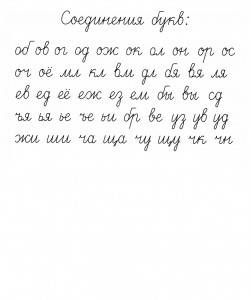 Соединения букв:
об ов ог од ож ок ол он ор ос
оч оё мл кл вм дл бя вя ля
ев ед её еж ез ем бы вы сд
ъя ья ье ъе ьи бр ве уз ув уд
жи ши ча ща чу щу чк чн